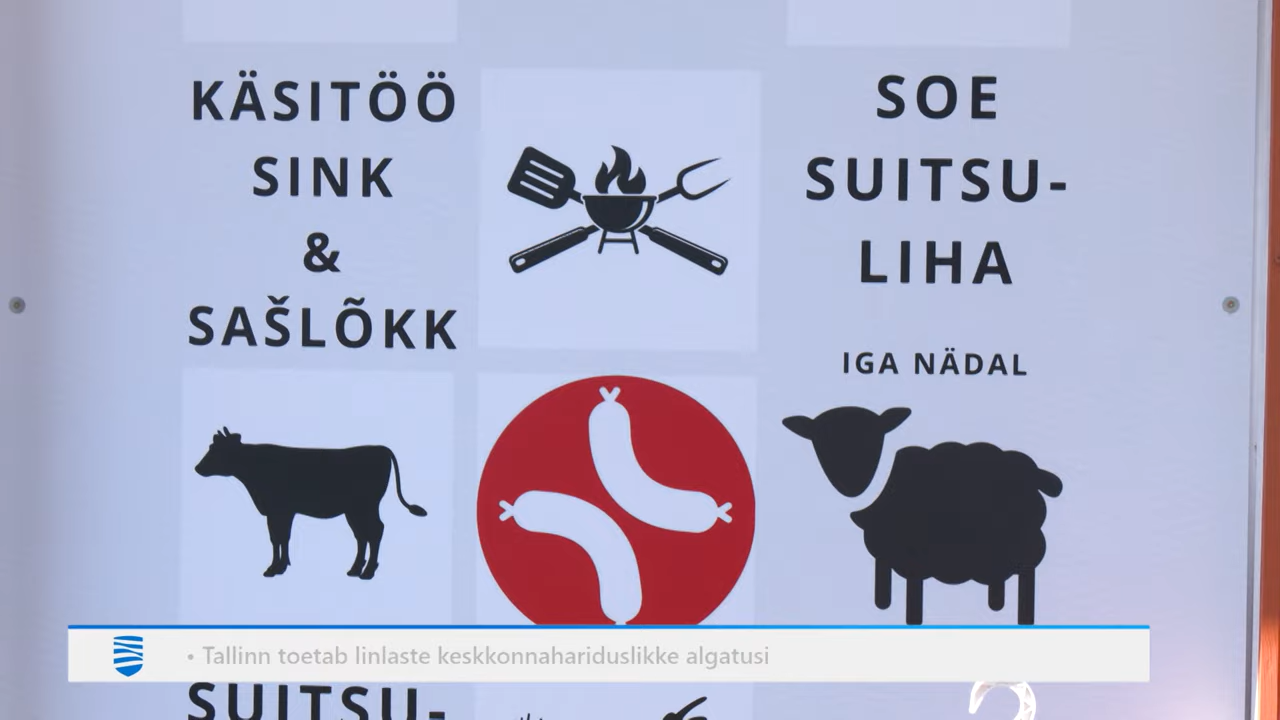 KÄSITÖÖ
SINK
&
SAŠLÕKK
SOE
SUITSU-
LIHA
IGA NÄDAL
• Tallinn toetab linlaste keskkonnahariduslikke algatusi
SUITSU-